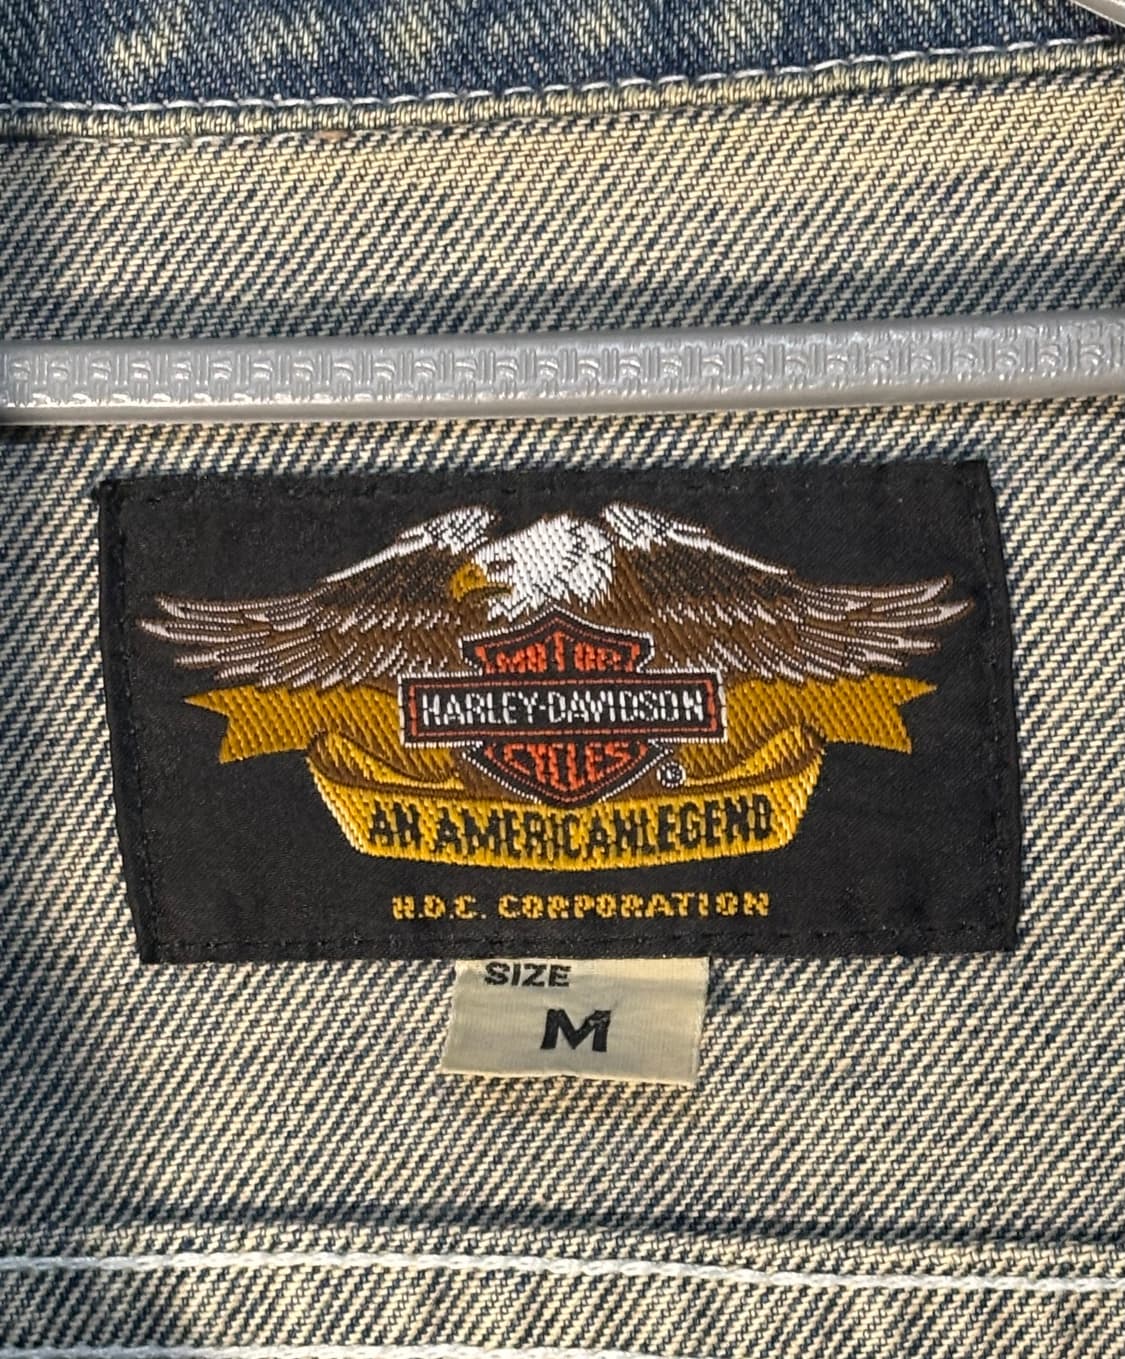 MOTOR
HARLEY-DAVIDSON
CYCLES
®
AN AMERICAN LEGEND
H.D.C. CORPORATION
SIZE
M